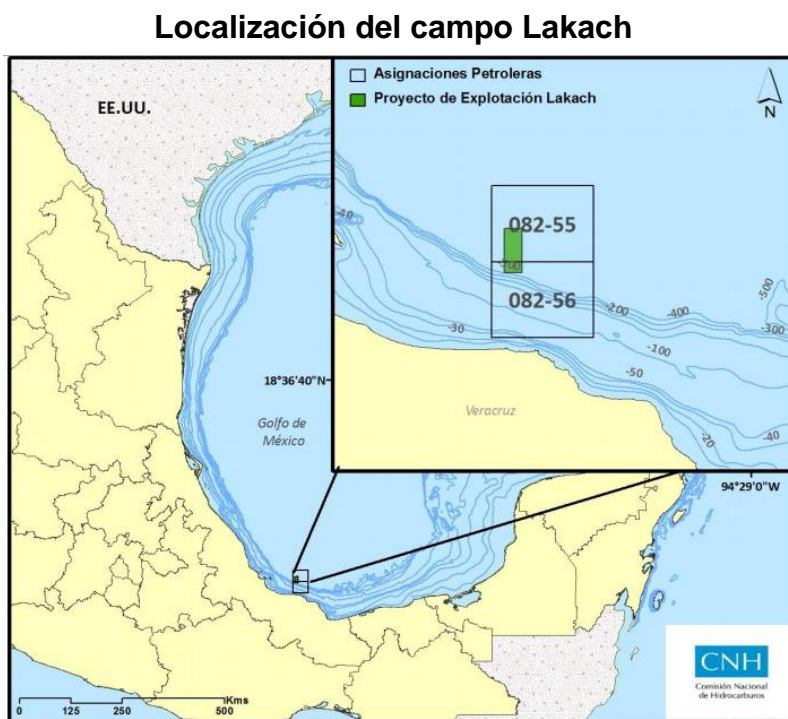 Localización del campo Lakach
EE.UU.
Asignaciones Petroleras
Proyecto de Explotación Lakach
N
-40
082-55
-300
082-56
-200
-400
-500
-300
-30
-100
-50
-20
-40
Veracruz
18°36'40"N
Golfo de
México
94°29'0"W
Kms
0 125 250 500
CNH
Comisión Nacional
de Hidrocarburos